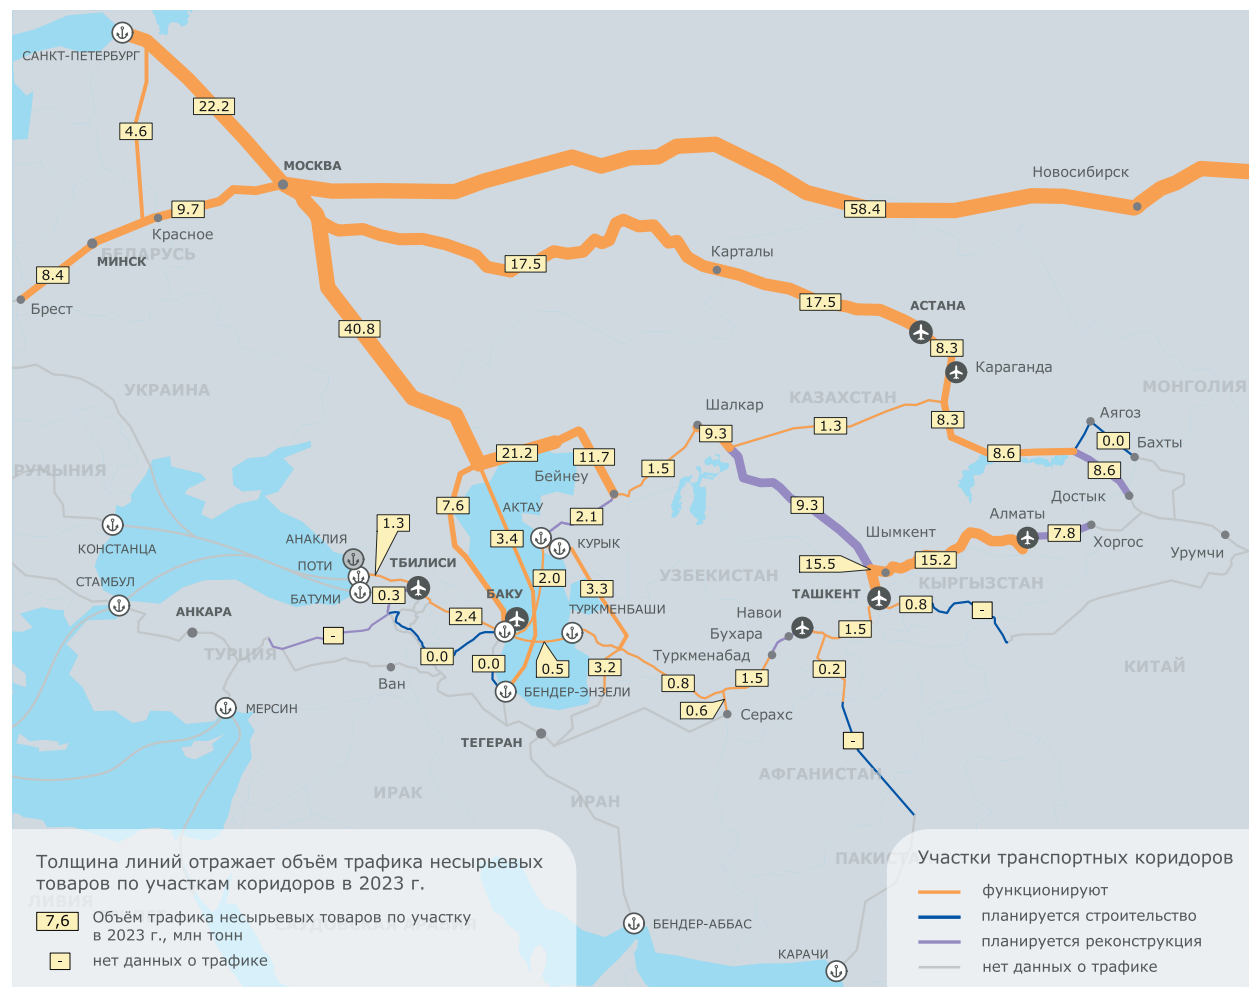 САНКТ-ПЕТЕРБУРГ
22.2
4.6
МОСКВА
Новосибирск
9.7
58.4
Красное
БЕЛАРУСЬ
МИНСК
Карталы
8.4
17.5
Брест
17.5
АСТАНА
40.8
8.3
Караганда
УКРАИНА
КАЗАХСТАН
МОНГОЛИЯ
Шалкар
Аягоз
9.3
1.3
8.3
0.0
Бахты
21.2
11.7
8.6
РУМЫНИЯ
Бейнеу
1.5
8.6
Достык
7.6
АКТАУ
2.1
9.3
Алматы
КОНСТАНЦА
1.3
АНАКЛИЯ
3.4
КУРЫК
Шымкент
7.8
Хоргос
Урумчи
ПОТИ
ТБИЛИСИ
15.5
15.2
СТАМБУЛ
2.0
УЗБЕКИСТАН
КЫРГЫЗСТАН
БАТУМИ
0.3
БАКУ
3.3
ТАШКЕНТ
АНКАРА
2.4
ТУРКМЕНБАШИ
Навои
0.8
-
-
1.5
Бухара
ТУРЦИЯ
0.0
0.0
0.5
3.2
Туркменабад
0.2
КИТАЙ
Ван
БЕНДЕР-ЭНЗЕЛИ
0.8
1.5
МЕРСИН
0.6
Серахс
ТЕГЕРАН
-
АФГАНИСТАН
ИРАК
ИРАН
ПАКИСТАН
ЛИВИЯ
САУДОВСКАЯ АРАВИЯ
БЕНДЕР-АББАС
КАРАЧИ
Толщина линий отражает объём трафика несырьевых
товаров по участкам коридоров в 2023 г.
7,6 Объём трафика несырьевых товаров по участку
в 2023 г., млн тонн
- нет данных о трафике
Участки транспортных коридоров
функционируют
планируется строительство
планируется реконструкция
нет данных о трафике